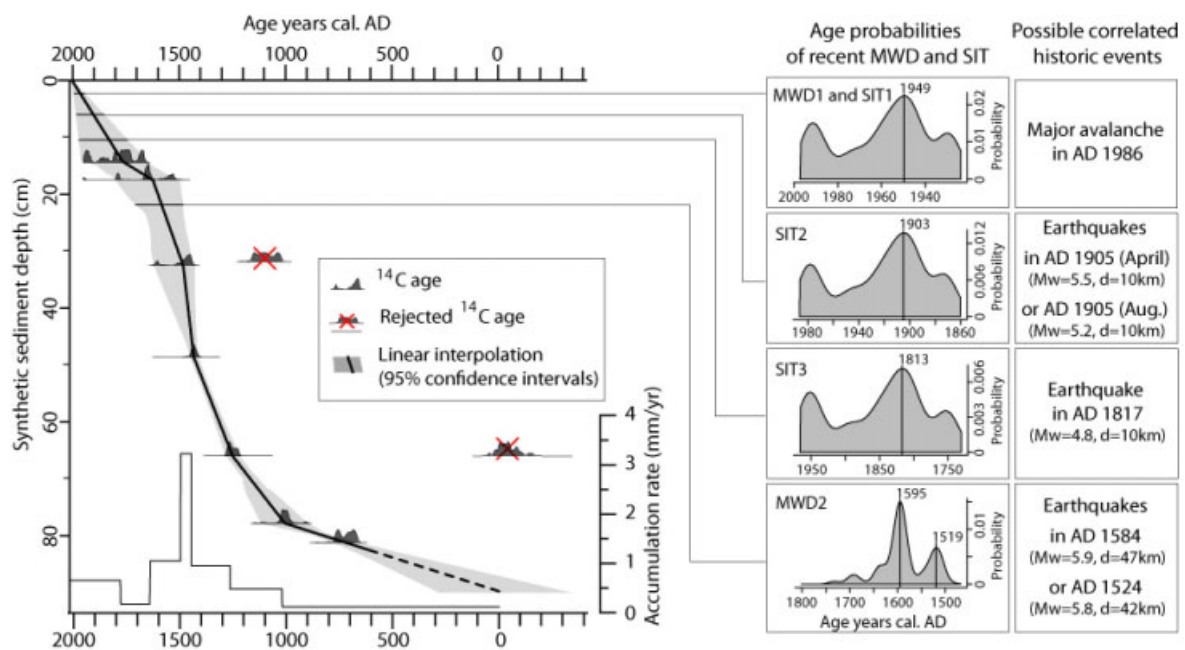 Age years cal. AD
2000 1500 1000 500 0
0
20
40
60
80
Synthetic sediment depth (cm)
14C age
Rejected 14C age
Linear interpolation
(95% confidence intervals)
4
3
2
1
0
Accumulation rate (mm/yr)
2000 1500 1000 500 0
Age probabilities
of recent MWD and SIT
MWD1 and SIT1
1949
0.02
0.01
0
Probability
2000 1980 1960 1940
SIT2
1903
0.012
0.006
0
Probability
1980 1940 1900 1860
SIT3
1813
0.006
0.003
0
Probability
1950 1850 1750
MWD2
1595
1519
0.01
0
Probability
1800 1700 1600 1500
Age years cal. AD
Possible correlated
historic events
Major avalanche
in AD 1986
Earthquakes
in AD 1905 (April)
(Mw=5.5, d=10km)
or AD 1905 (Aug.)
(Mw=5.2, d=10km)
Earthquake
in AD 1817
(Mw=4.8, d=10km)
Earthquakes
in AD 1584
(Mw=5.9, d=47km)
or AD 1524
(Mw=5.8, d=42km)